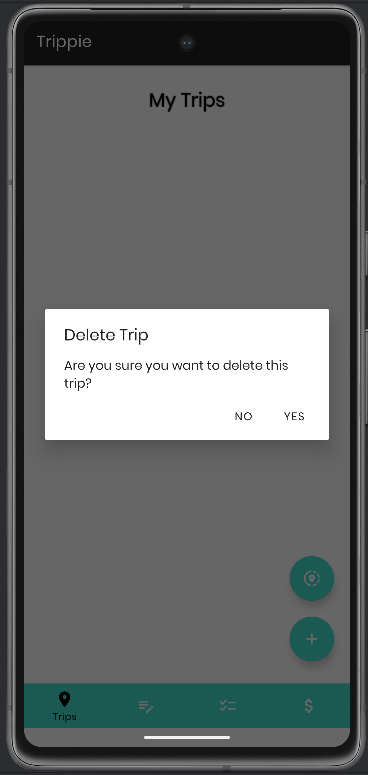 Trippie
My Trips
Delete Trip
Are you sure you want to delete this
trip?
NO YES
Trips